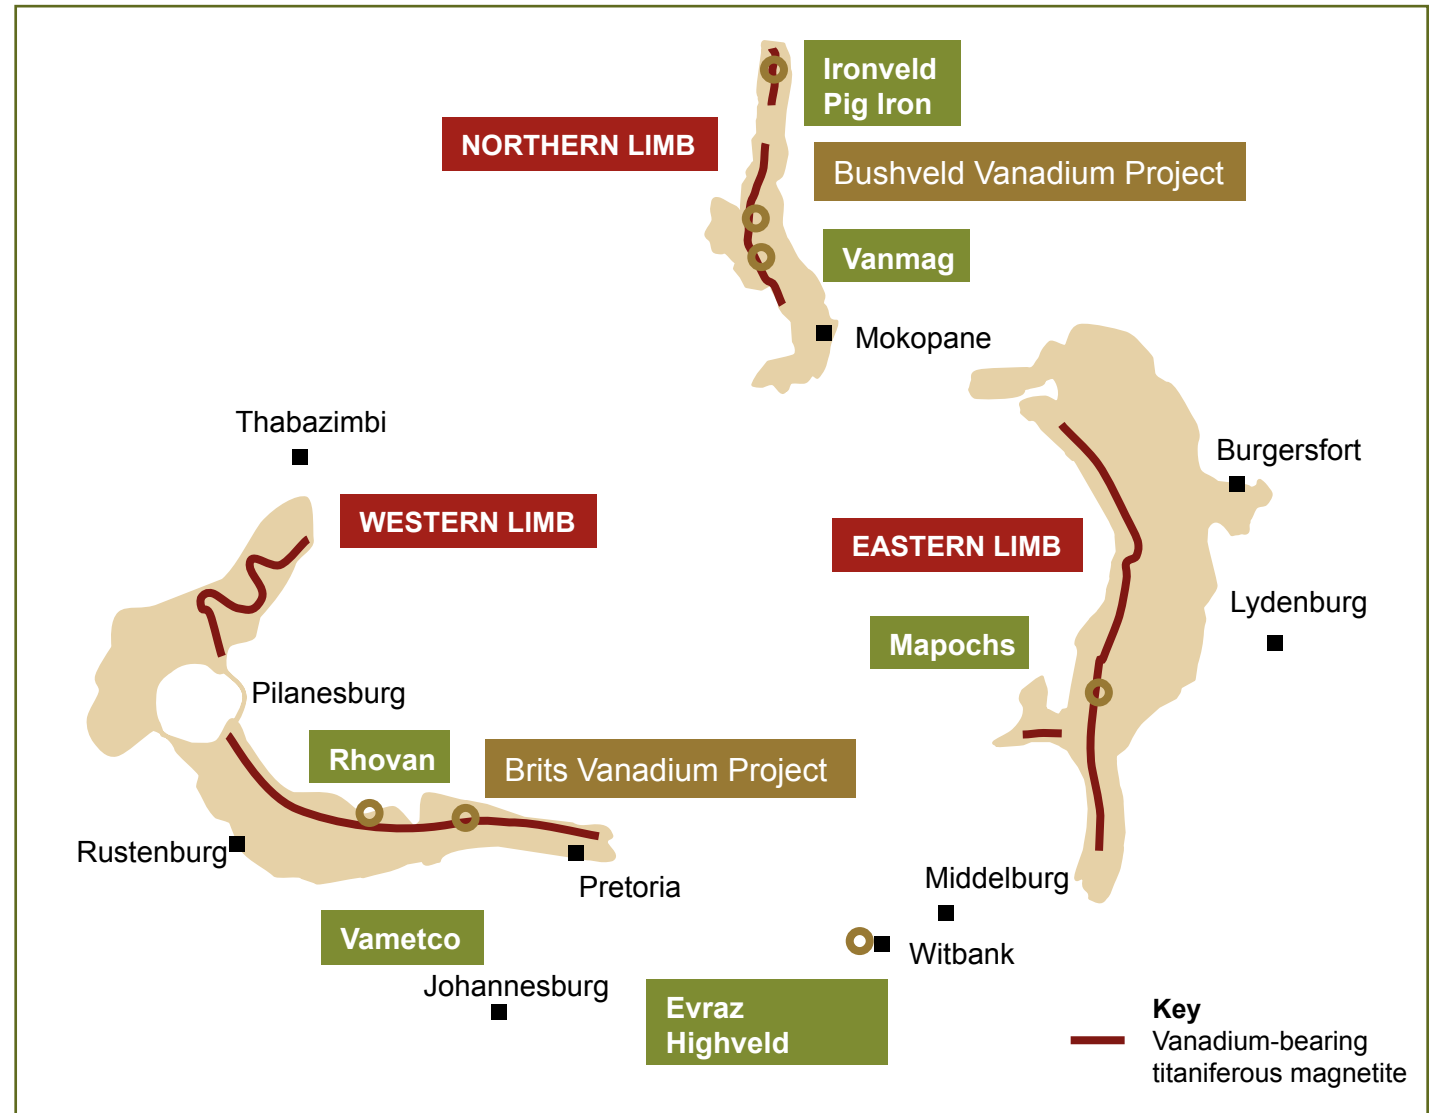 Ironveld
Pig Iron
NORTHERN LIMB
Bushveld Vanadium Project
Vanmag
Mokopane
Thabazimbi
Burgersfort
WESTERN LIMB
EASTERN LIMB
Lydenburg
Mapochs
Pilanesburg
Rhovan
Brits Vanadium Project
Rustenburg
Pretoria
Middelburg
Vametco
Witbank
Johannesburg
Evraz
Highveld
Key
Vanadium-bearing
titaniferous magnetite